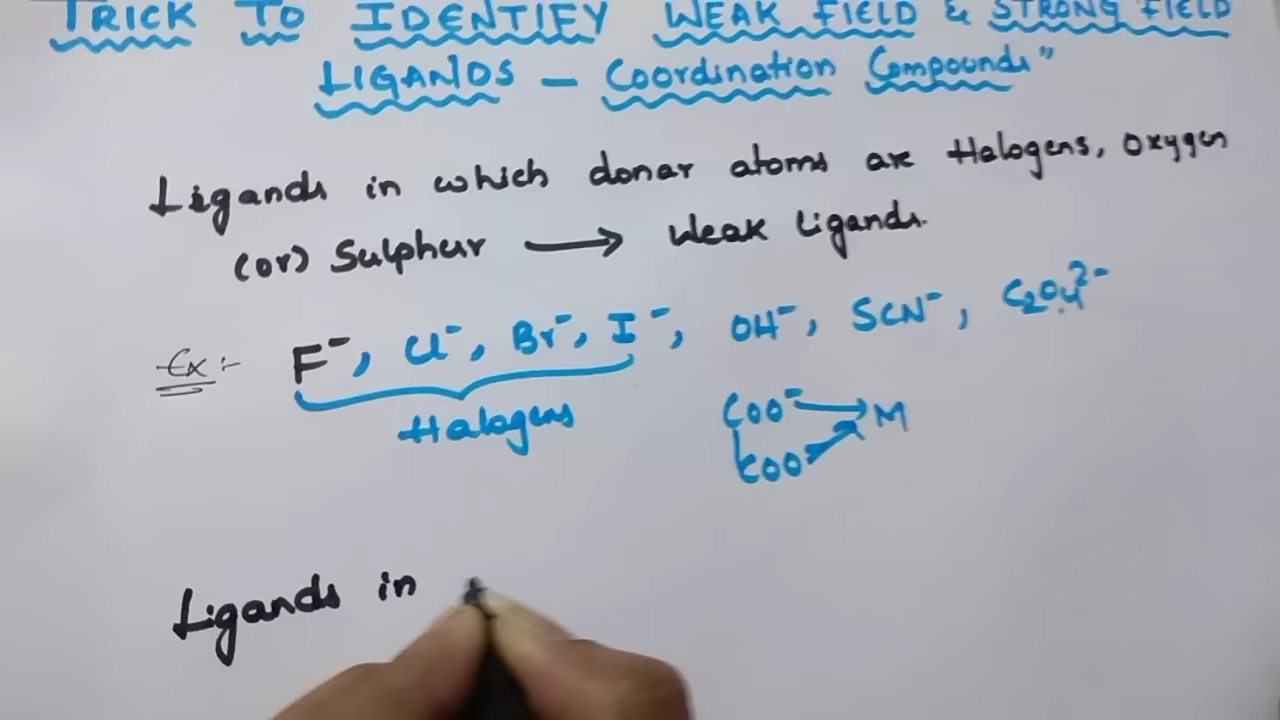 TRICK TO IDENTIFY WEAK FIELD & STRONG FIELD
LIGANDS - Coordination Compounds"
Ligands in which donar atoms are Halogens, Oxygen
(or) Sulphur → Weak ligands.
Ex:- F⁻, Cl⁻, Br⁻, I⁻, OH⁻, SCN⁻, C₂O₄²⁻
Halogens
COO⁻ → M
COO
Ligands in